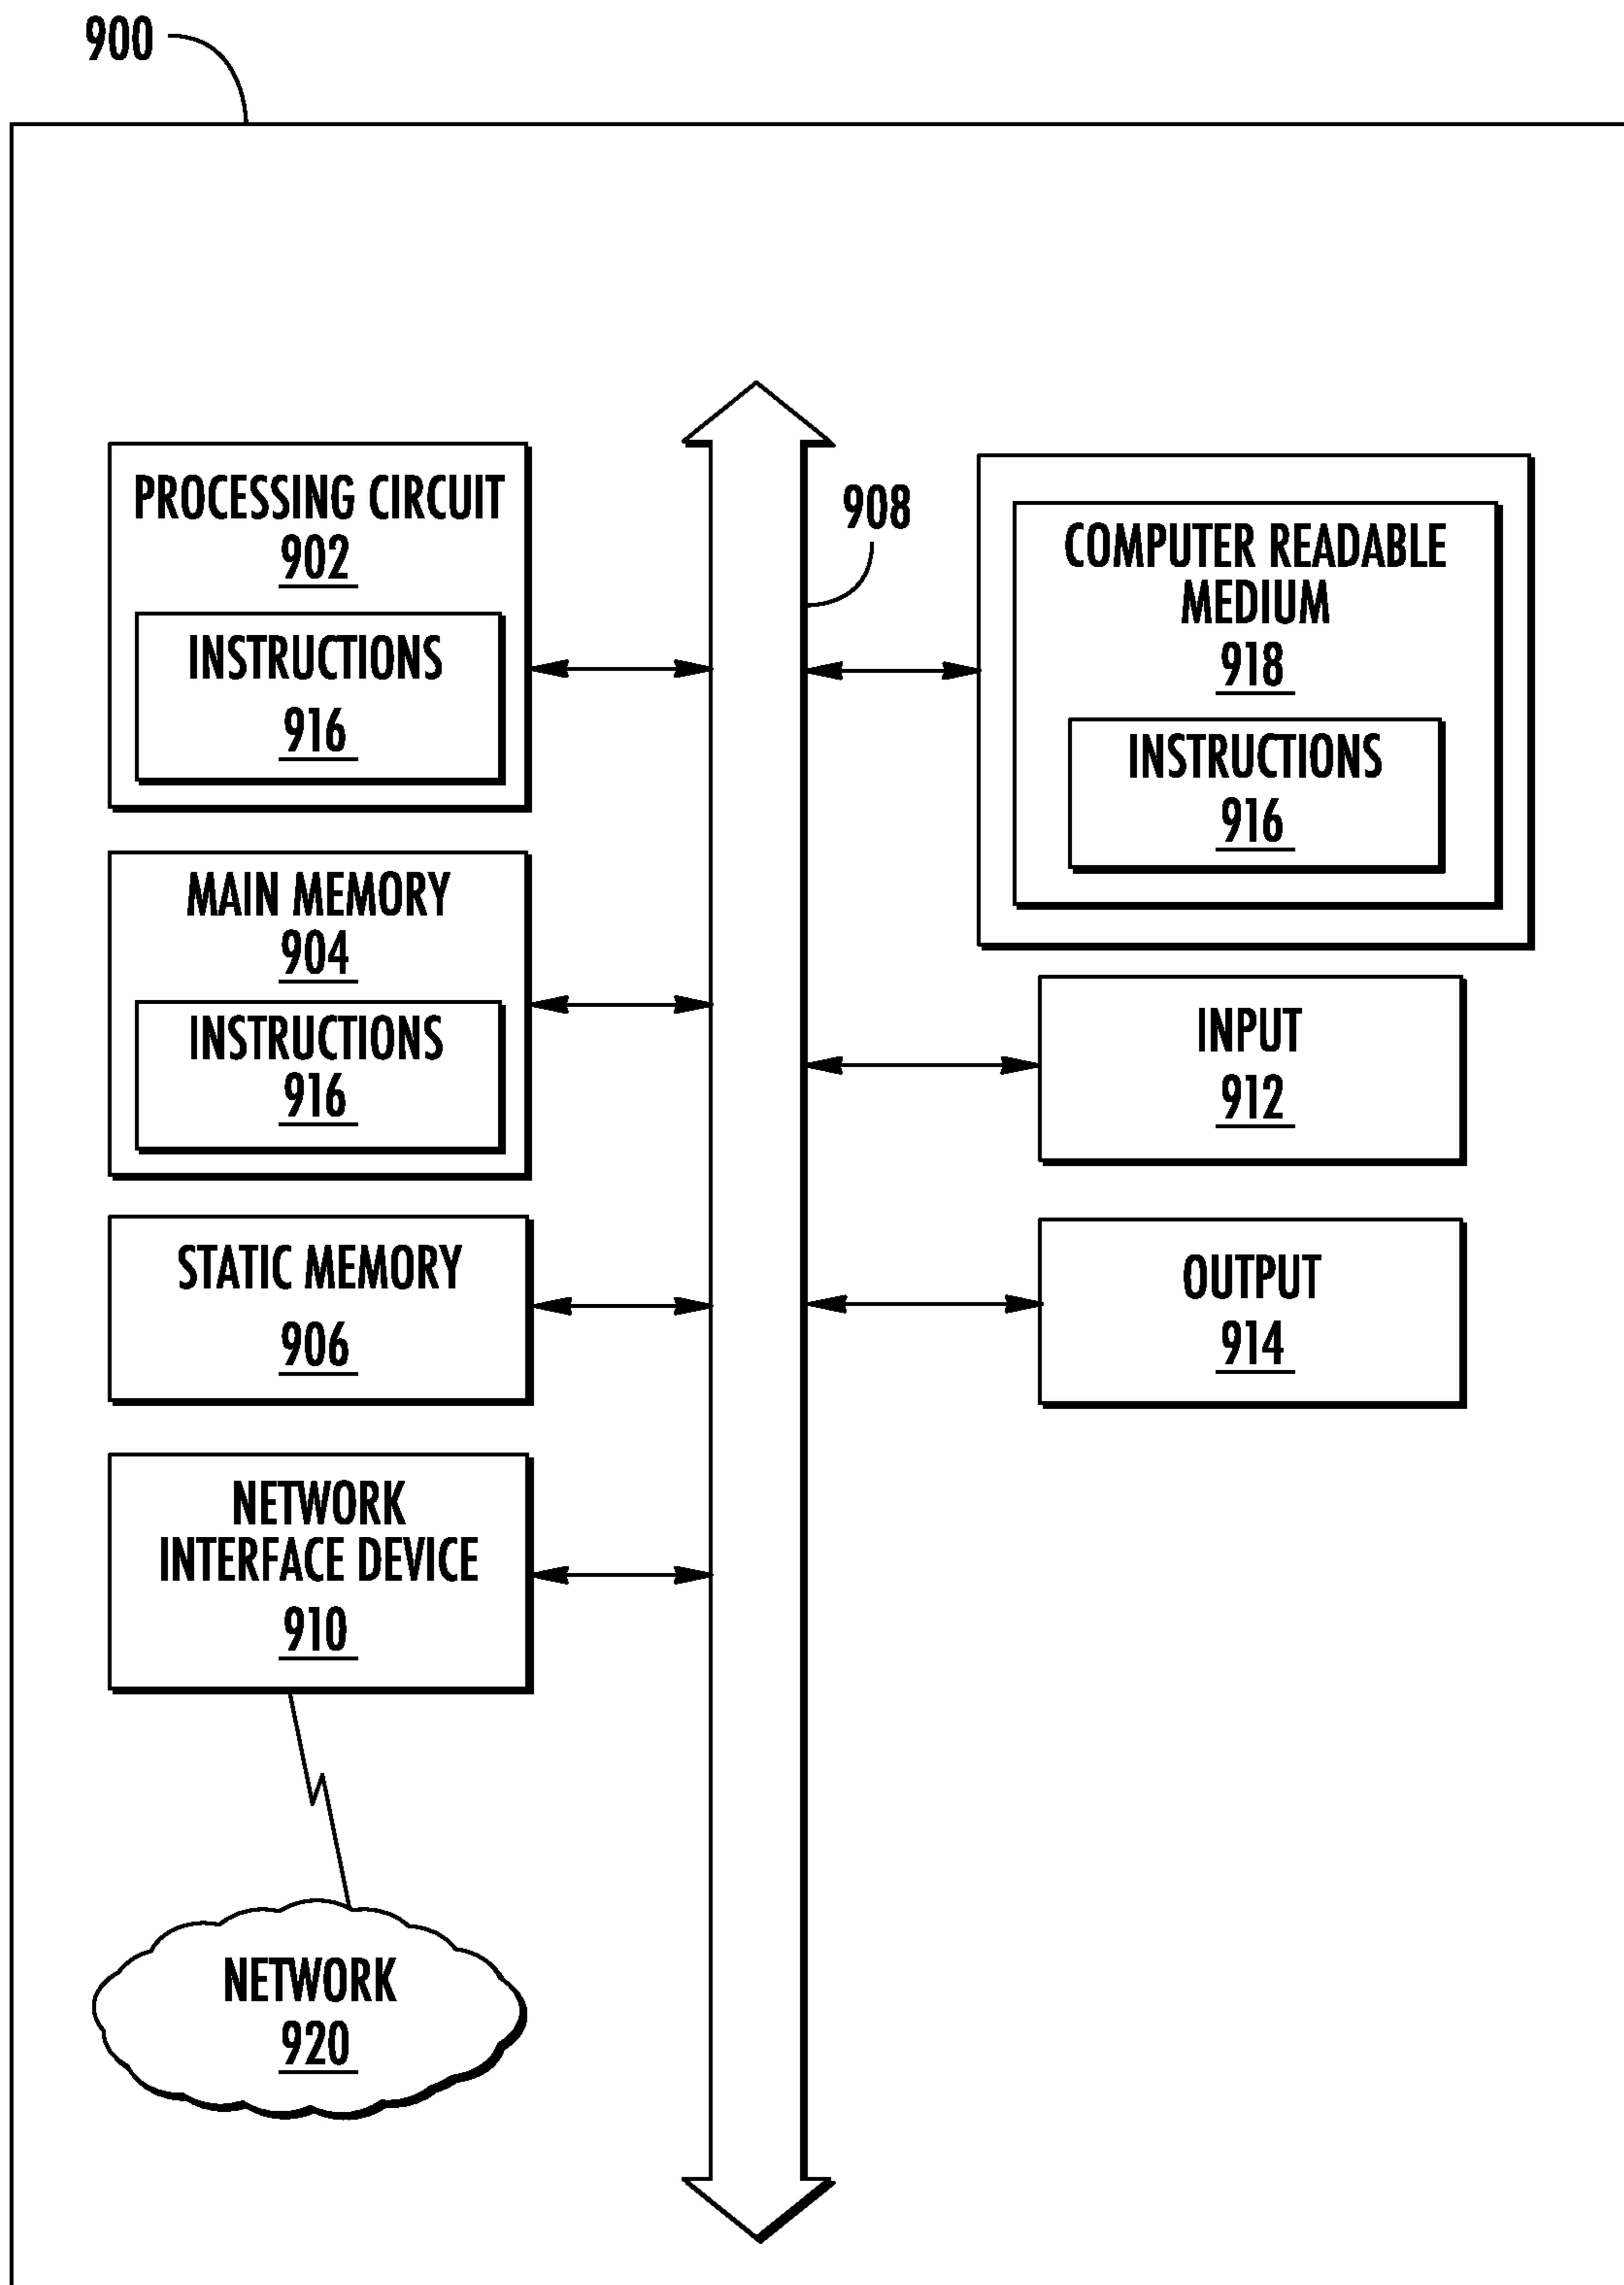 900
PROCESSING CIRCUIT
902
INSTRUCTIONS
916
MAIN MEMORY
904
INSTRUCTIONS
916
STATIC MEMORY
906
NETWORK
INTERFACE DEVICE
910
NETWORK
920
908
COMPUTER READABLE
MEDIUM
918
INSTRUCTIONS
916
INPUT
912
OUTPUT
914